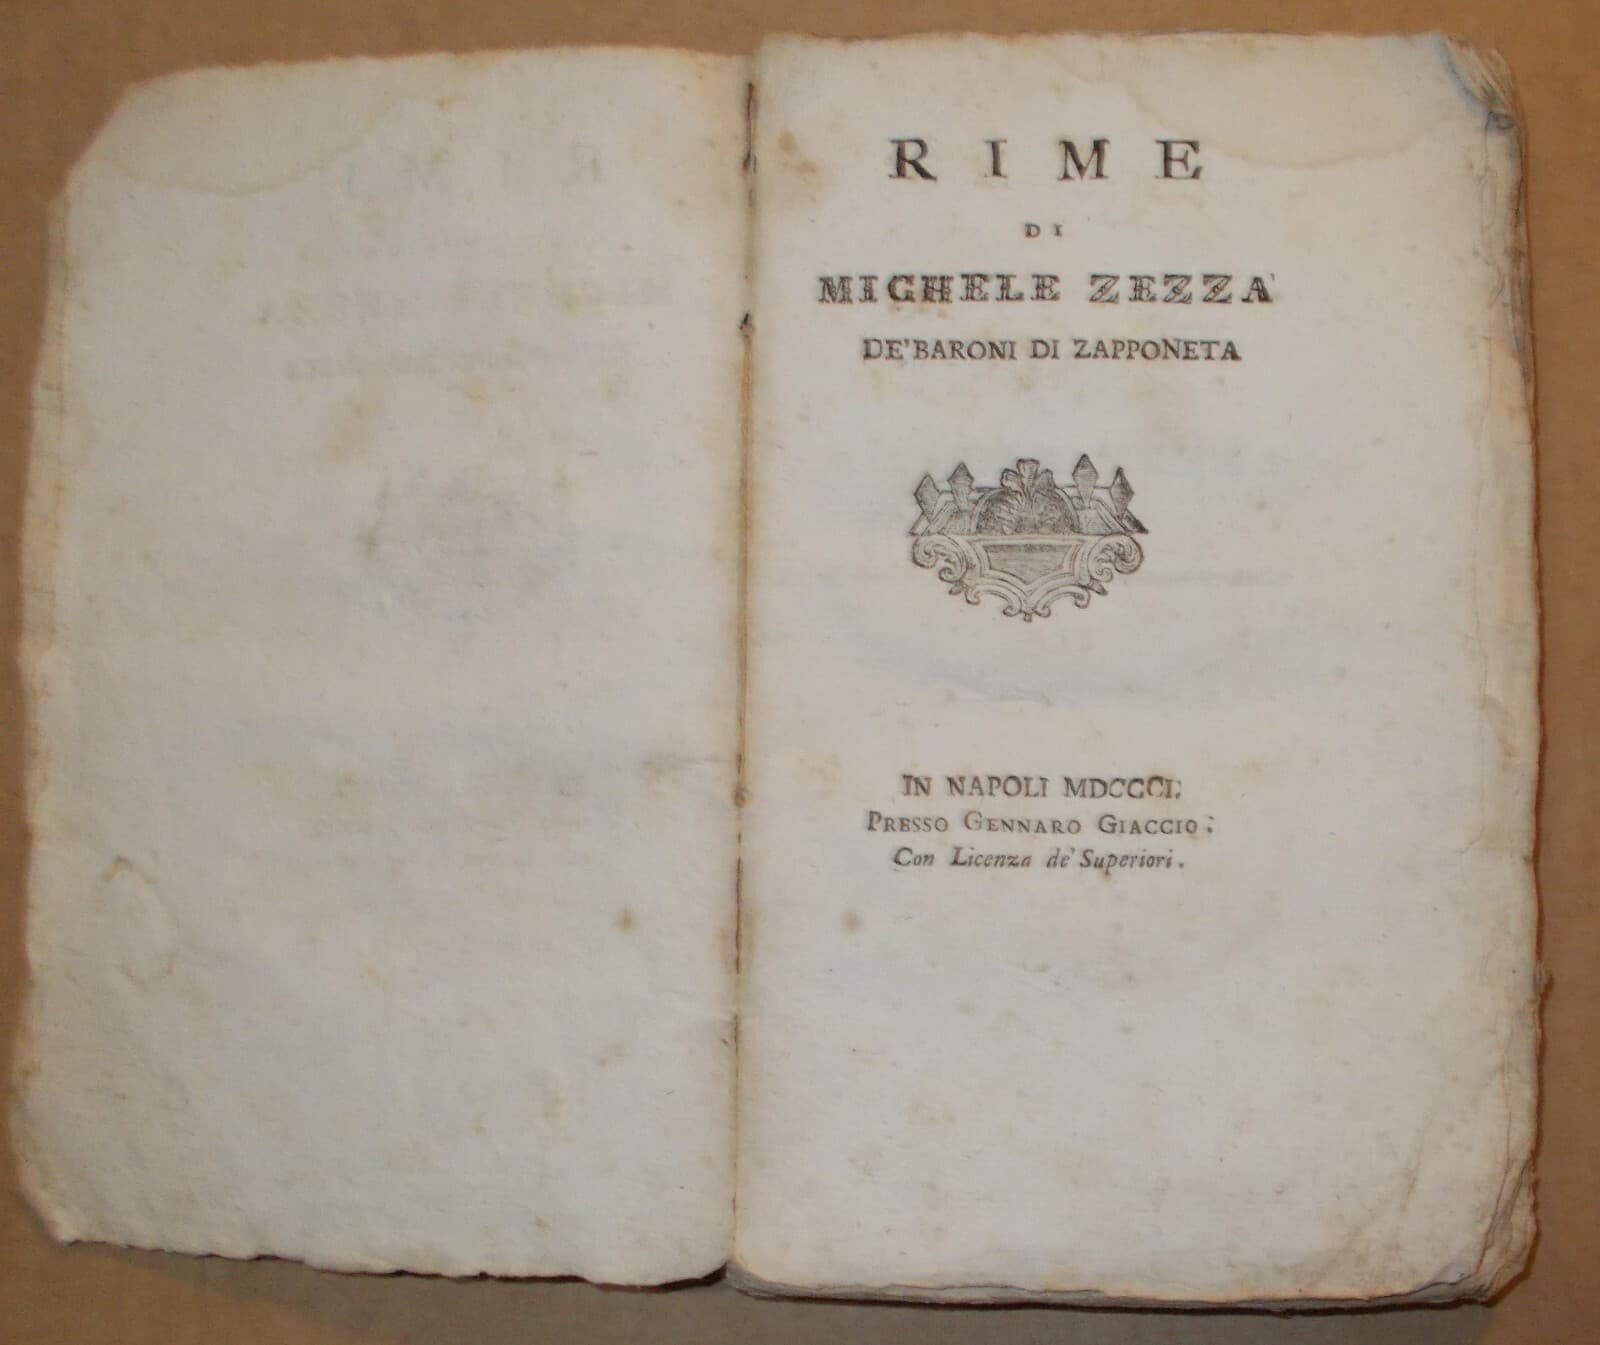 RIME
DI
MICHELE ZEZZA
DE' BARONI DI ZAPPONETA
IN NAPOLI MDCCCI.
PRESSO GENNARO GIACCIO.
Con Licenza de' Superiori.